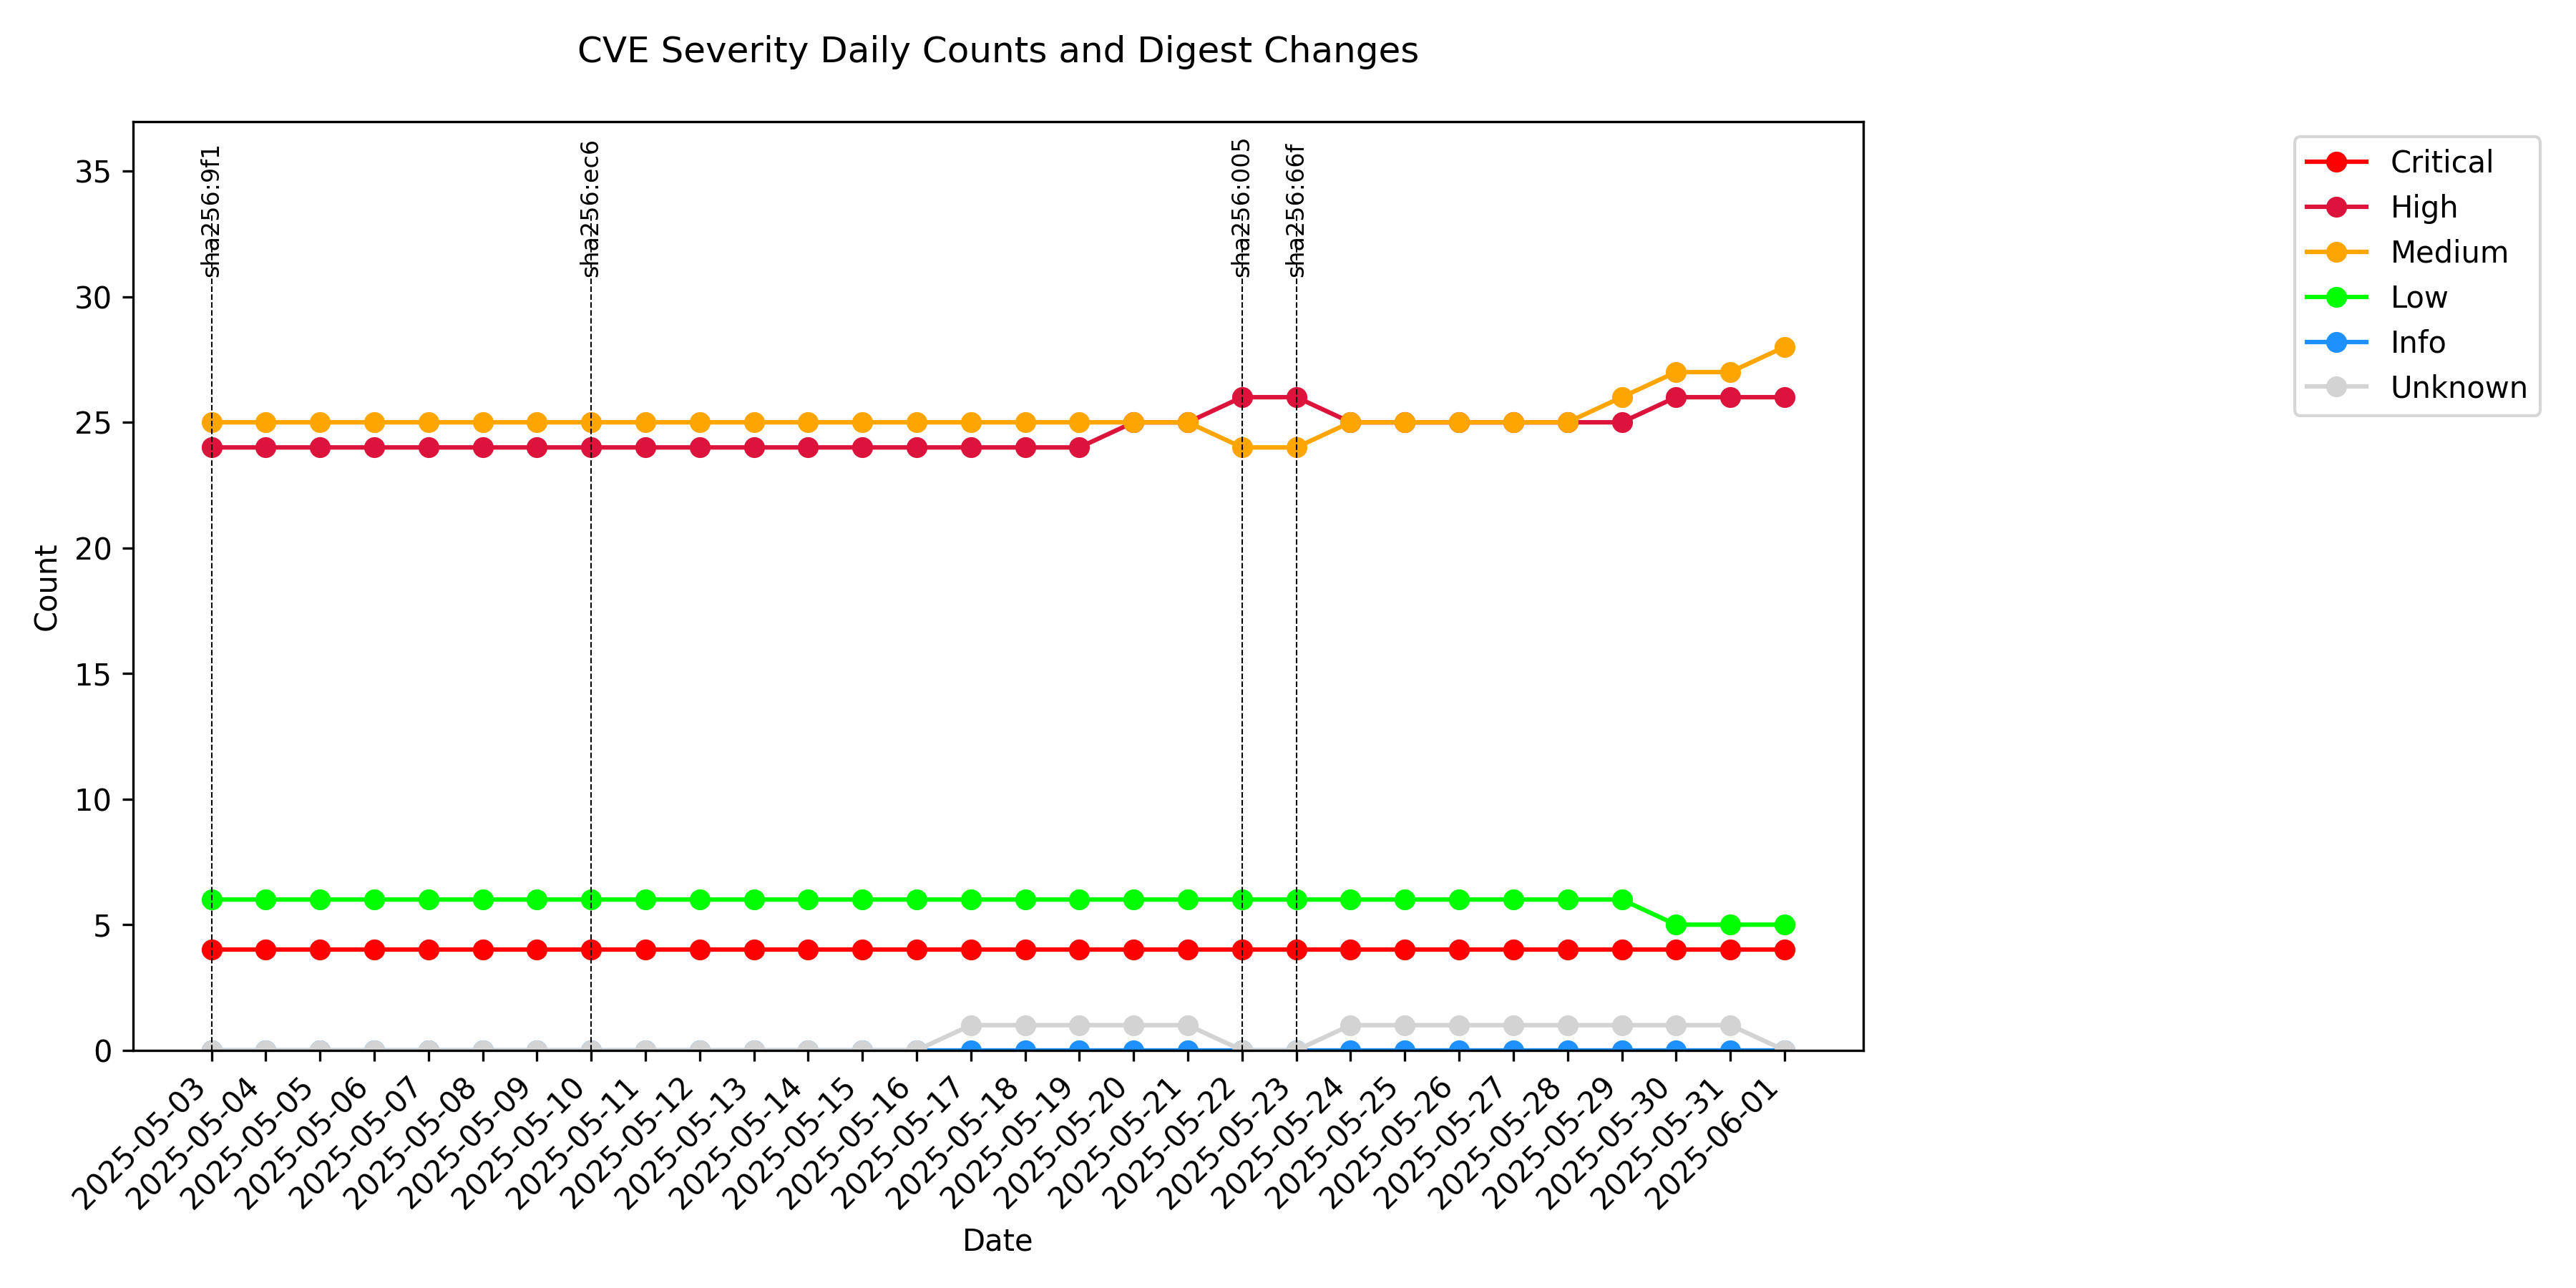 CVE Severity Daily Counts and Digest Changes
sha256:9f1
sha256:ec6
sha256:005
sha256:66f
35
30
25
20
15
10
5
0
Count
2025-05-03
2025-05-04
2025-05-05
2025-05-06
2025-05-07
2025-05-08
2025-05-09
2025-05-10
2025-05-11
2025-05-12
2025-05-13
2025-05-14
2025-05-15
2025-05-16
2025-05-17
2025-05-18
2025-05-19
2025-05-20
2025-05-21
2025-05-22
2025-05-23
2025-05-24
2025-05-25
2025-05-26
2025-05-27
2025-05-28
2025-05-29
2025-05-30
2025-05-31
2025-06-01
Date
Critical
High
Medium
Low
Info
Unknown